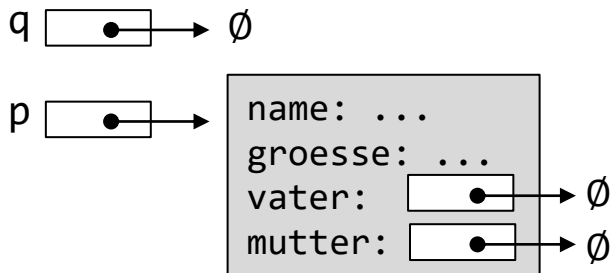 q ∅
p
name: ...
groesse: ...
vater: ∅
mutter: ∅